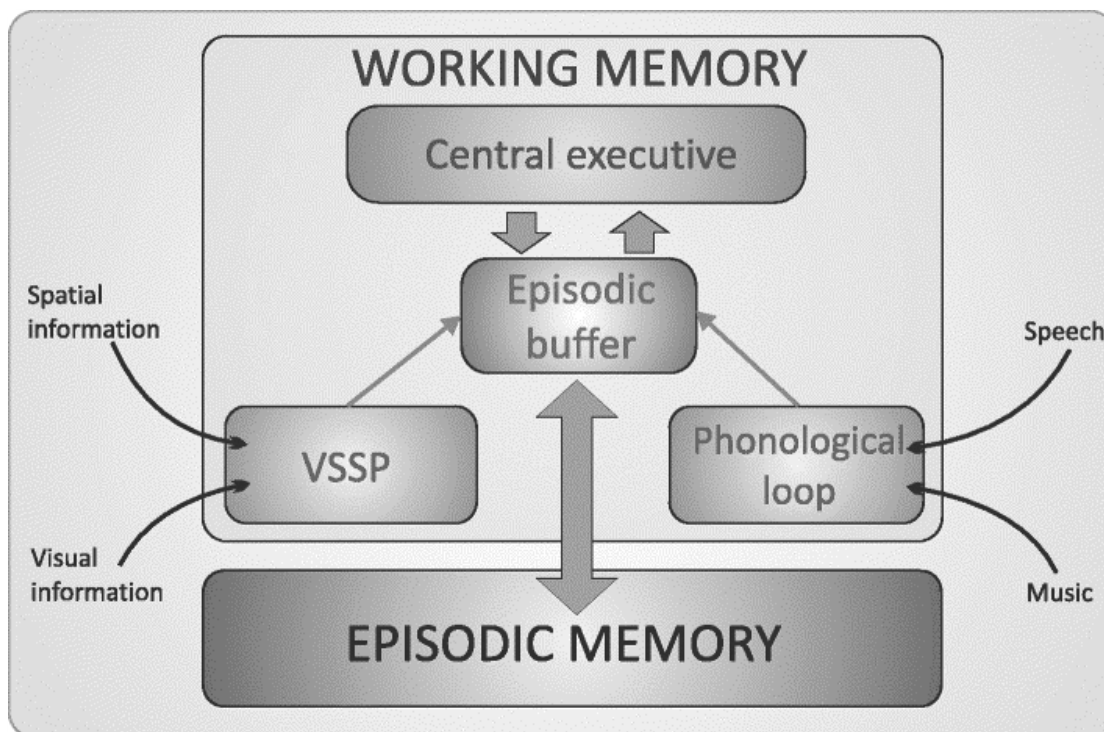 WORKING MEMORY
Central executive
Episodic
buffer
Spatial
information
Speech
VSSP
Phonological
loop
Visual
information
Music
EPISODIC MEMORY